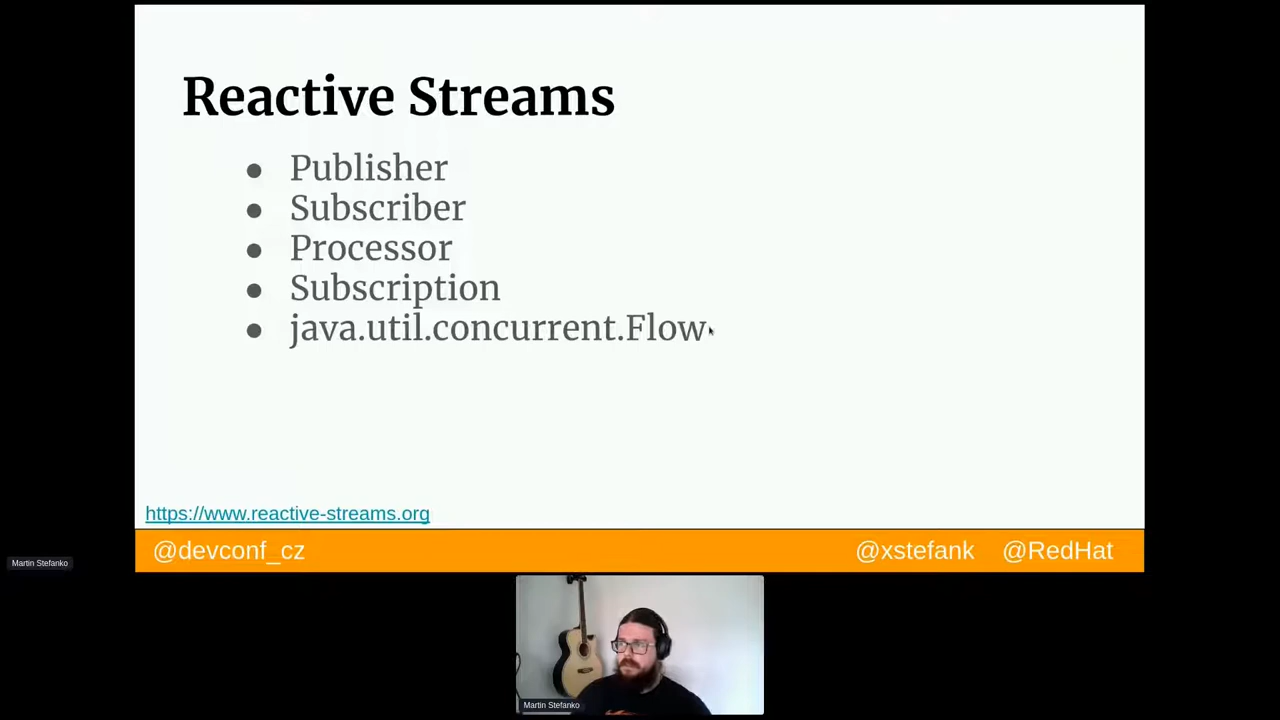 Reactive Streams
● Publisher
● Subscriber
● Processor
● Subscription
● java.util.concurrent.Flow
https://www.reactive-streams.org
@devconf_cz @xstefank @RedHat
Martin Stefanko
Martin Stefanko